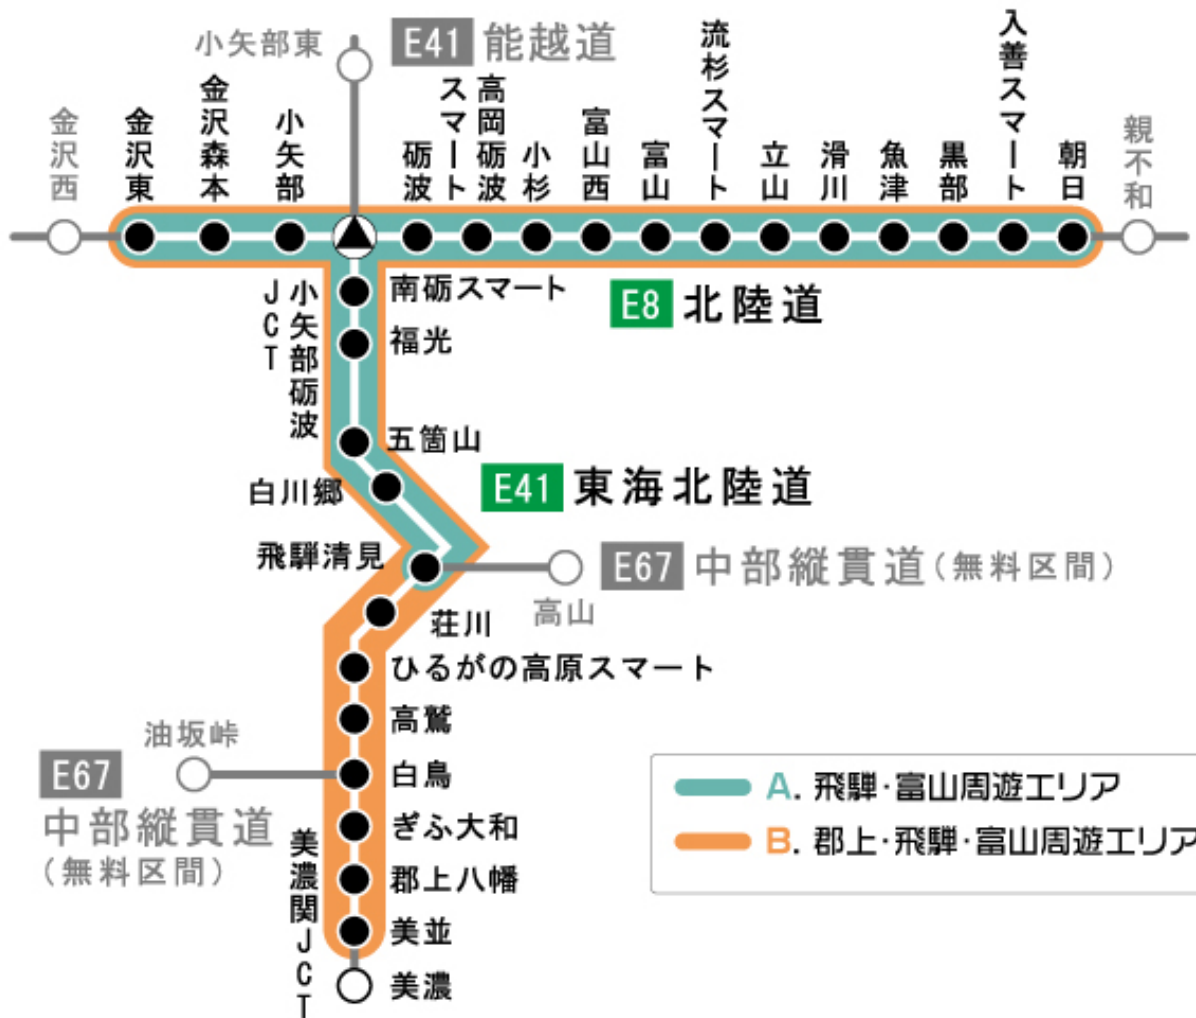 小矢部東
E41 能越道
金沢西
金沢東
金沢森本
小矢部
砺波
高岡砺波
スマート
小杉
富山西
富山
流杉スマート
立山
滑川
魚津
黒部
入善スマート
朝日
親不和
小矢部砺波
JCT
南砺スマート
E8 北陸道
福光
五箇山
白川郷
E41 東海北陸道
飛騨清見
E67 中部縦貫道(無料区間)
高山
荘川
ひるがの高原スマート
高鷲
油坂峠
E67
中部縦貫道
(無料区間)
白鳥
ぎふ大和
郡上八幡
美並
美濃関JCT
美濃
A. 飛騨・富山周遊エリア
B. 郡上・飛騨・富山周遊エリア